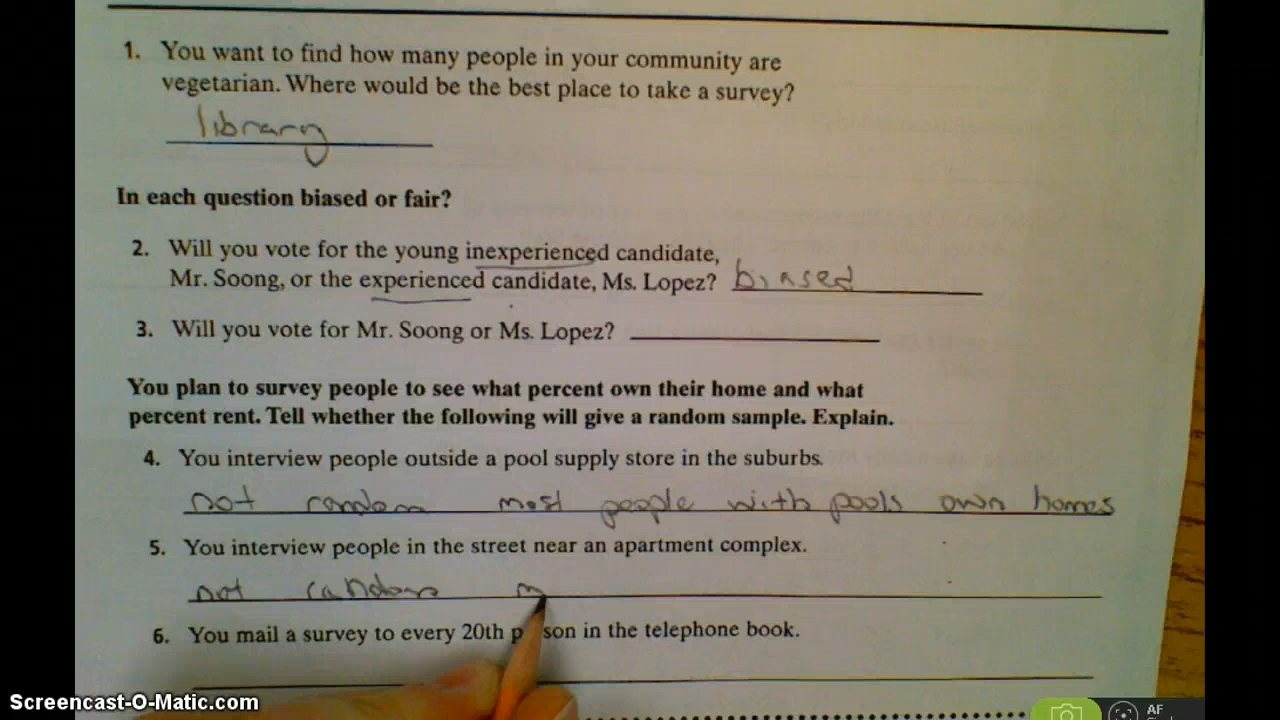 1. You want to find how many people in your community are
vegetarian. Where would be the best place to take a survey?
library
In each question biased or fair?
2. Will you vote for the young inexperienced candidate,
Mr. Soong, or the experienced candidate, Ms. Lopez? biased
3. Will you vote for Mr. Soong or Ms. Lopez?
You plan to survey people to see what percent own their home and what
percent rent. Tell whether the following will give a random sample. Explain.
4. You interview people outside a pool supply store in the suburbs.
not random most people with pools own homes
5. You interview people in the street near an apartment complex.
not random
6. You mail a survey to every 20th in the telephone book.
Screencast-O-Matic.com
AF